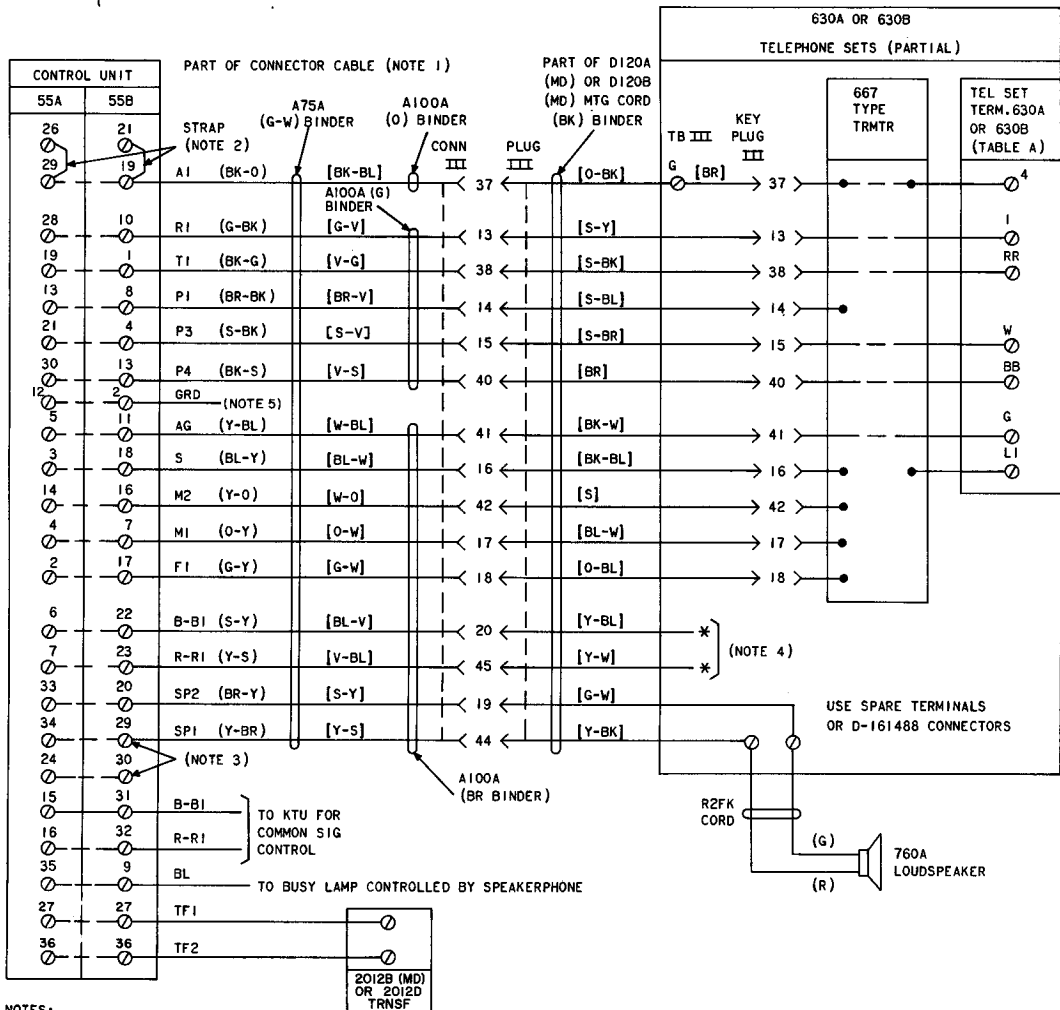 630A OR 630B
TELEPHONE SETS (PARTIAL)
CONTROL UNIT
55A 55B
PART OF CONNECTOR CABLE (NOTE 1)
A75A
(G-W) BINDER
A100A
(O) BINDER
PART OF D120A
(MD) OR D120B
(MD) MTG CORD
(BK) BINDER
667
TYPE
TRMTR
TEL SET
TERM. 630A
OR 630B
(TABLE A)
STRAP
(NOTE 2)
CONN
III
PLUG
III
TB III
KEY
PLUG
III
26 21
29 19 A1 (BK-O) [BK-BL] 37 [O-BK] G [BR] 37 4
A100A (G)
BINDER
28 10 R1 (G-BK) [G-V] 13 [S-Y] 13 I
19 1 T1 (BK-G) [V-G] 38 [S-BK] 38 RR
13 8 P1 (BR-BK) [BR-V] 14 [S-BL] 14
21 4 P3 (S-BK) [S-V] 15 [S-BR] 15 W
30 13 P4 (BK-S) [V-S] 40 [BR] 40 BB
12 2 GRD (NOTE 5)
5 11 AG (Y-BL) [W-BL] 41 [BK-W] 41 G
3 18 S (BL-Y) [BL-W] 16 [BK-BL] 16 L1
14 16 M2 (Y-O) [W-O] 42 [S] 42
4 7 M1 (O-Y) [O-W] 17 [BL-W] 17
2 17 F1 (G-Y) [G-W] 18 [O-BL] 18
6 22 B-B1 (S-Y) [BL-V] 20 [Y-BL] *
(NOTE 4)
7 23 R-R1 (Y-S) [V-BL] 45 [Y-W] *
33 20 SP2 (BR-Y) [S-Y] 19 [G-W]
USE SPARE TERMINALS
OR D-161488 CONNECTORS
34 29 SP1 (Y-BR) [Y-S] 44 [Y-BK]
24 30 (NOTE 3)
A100A
(BR BINDER)
15 31 B-B1
16 32 R-R1
TO KTU FOR
COMMON SIG
CONTROL
R2FK
CORD
(G)
(R)
760A
LOUDSPEAKER
35 9 BL TO BUSY LAMP CONTROLLED BY SPEAKERPHONE
27 27 TF1
36 36 TF2
2012B (MD)
OR 2012D
TRNSF
NOTES: